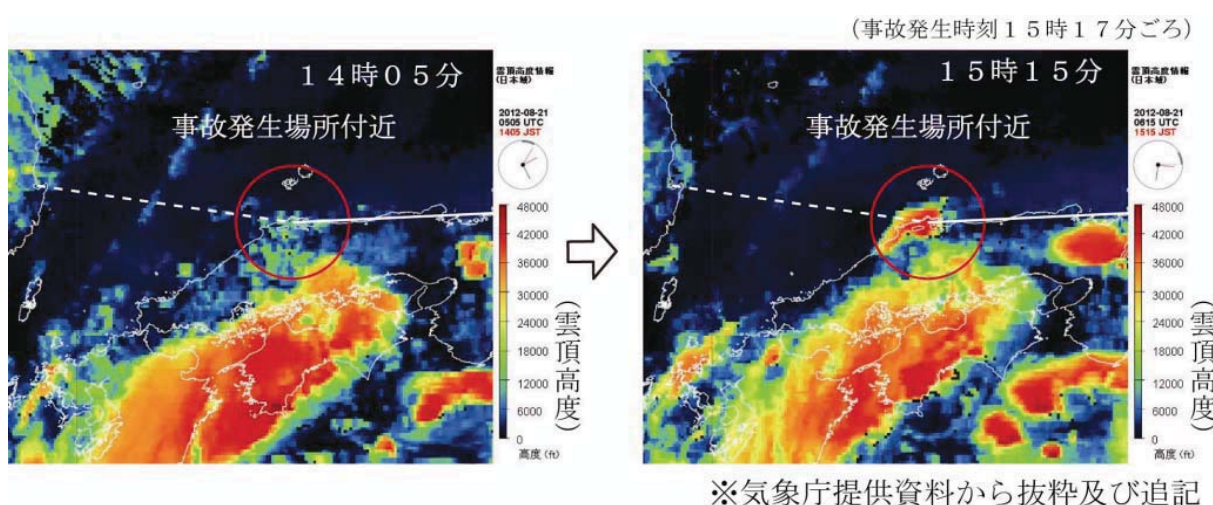 （事故発生時刻１５時１７分ごろ）
１４時０５分
事故発生場所付近
雲頂高度情報
(日本域)
2012-08-21
0505 UTC
1405 JST
48000
42000
36000
30000
24000
18000
12000
6000
0
高度 (ft)
（雲頂高度）
１５時１５分
事故発生場所付近
雲頂高度情報
(日本域)
2012-08-21
0615 UTC
1515 JST
48000
42000
36000
30000
24000
18000
12000
6000
0
高度 (ft)
（雲頂高度）
※気象庁提供資料から抜粋及び追記